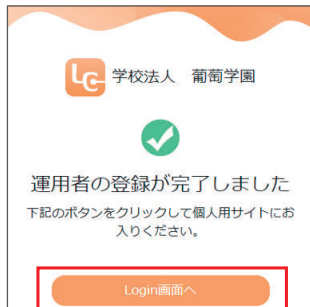 LC 学校法人 葡萄学園
運用者の登録が完了しました
下記のボタンをクリックして個人用サイトにお
入りください。
Login画面へ